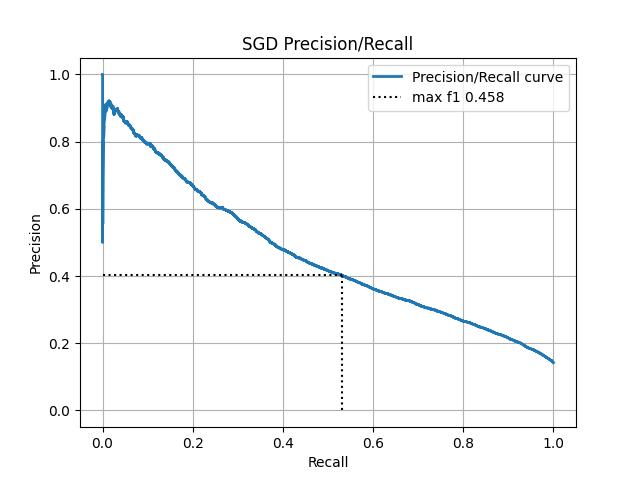 SGD Precision/Recall
Precision/Recall curve
max f1 0.458
Precision
1.0
0.8
0.6
0.4
0.2
0.0
0.0 0.2 0.4 0.6 0.8 1.0
Recall